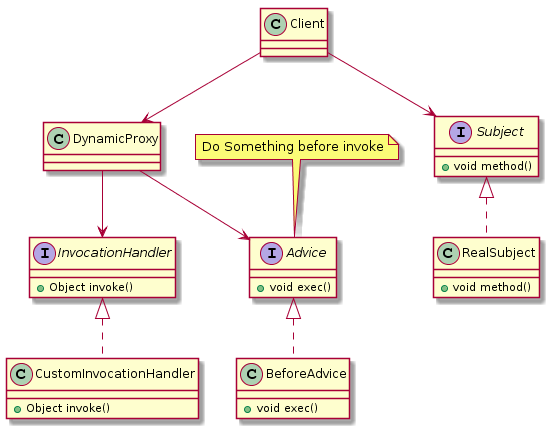 C Client
C DynamicProxy
Do Something before invoke
I Subject
void method()
I InvocationHandler
Object invoke()
I Advice
void exec()
C RealSubject
void method()
C CustomInvocationHandler
Object invoke()
C BeforeAdvice
void exec()